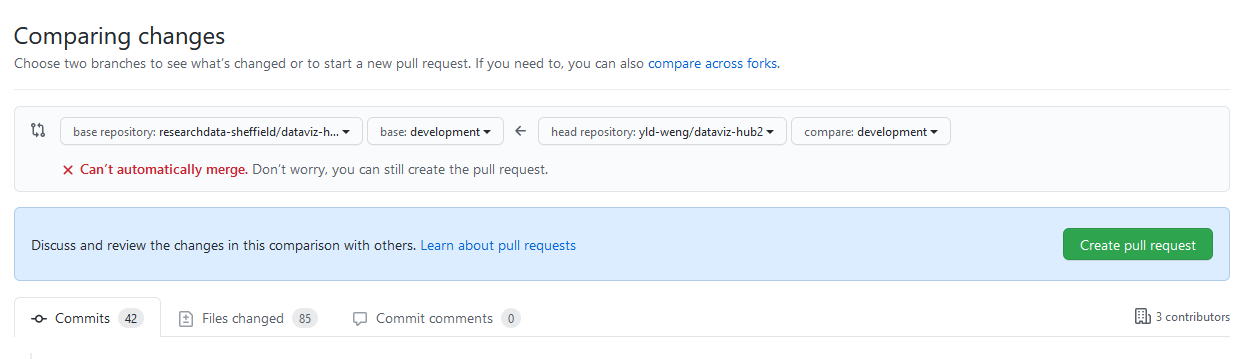 Comparing changes
Choose two branches to see what's changed or to start a new pull request. If you need to, you can also compare across forks.
base repository: researchdata-sheffield/dataviz-h... base: development head repository: yld-weng/dataviz-hub2 compare: development
Can't automatically merge. Don't worry, you can still create the pull request.
Discuss and review the changes in this comparison with others. Learn about pull requests Create pull request
Commits 42 Files changed 85 Commit comments 0 3 contributors